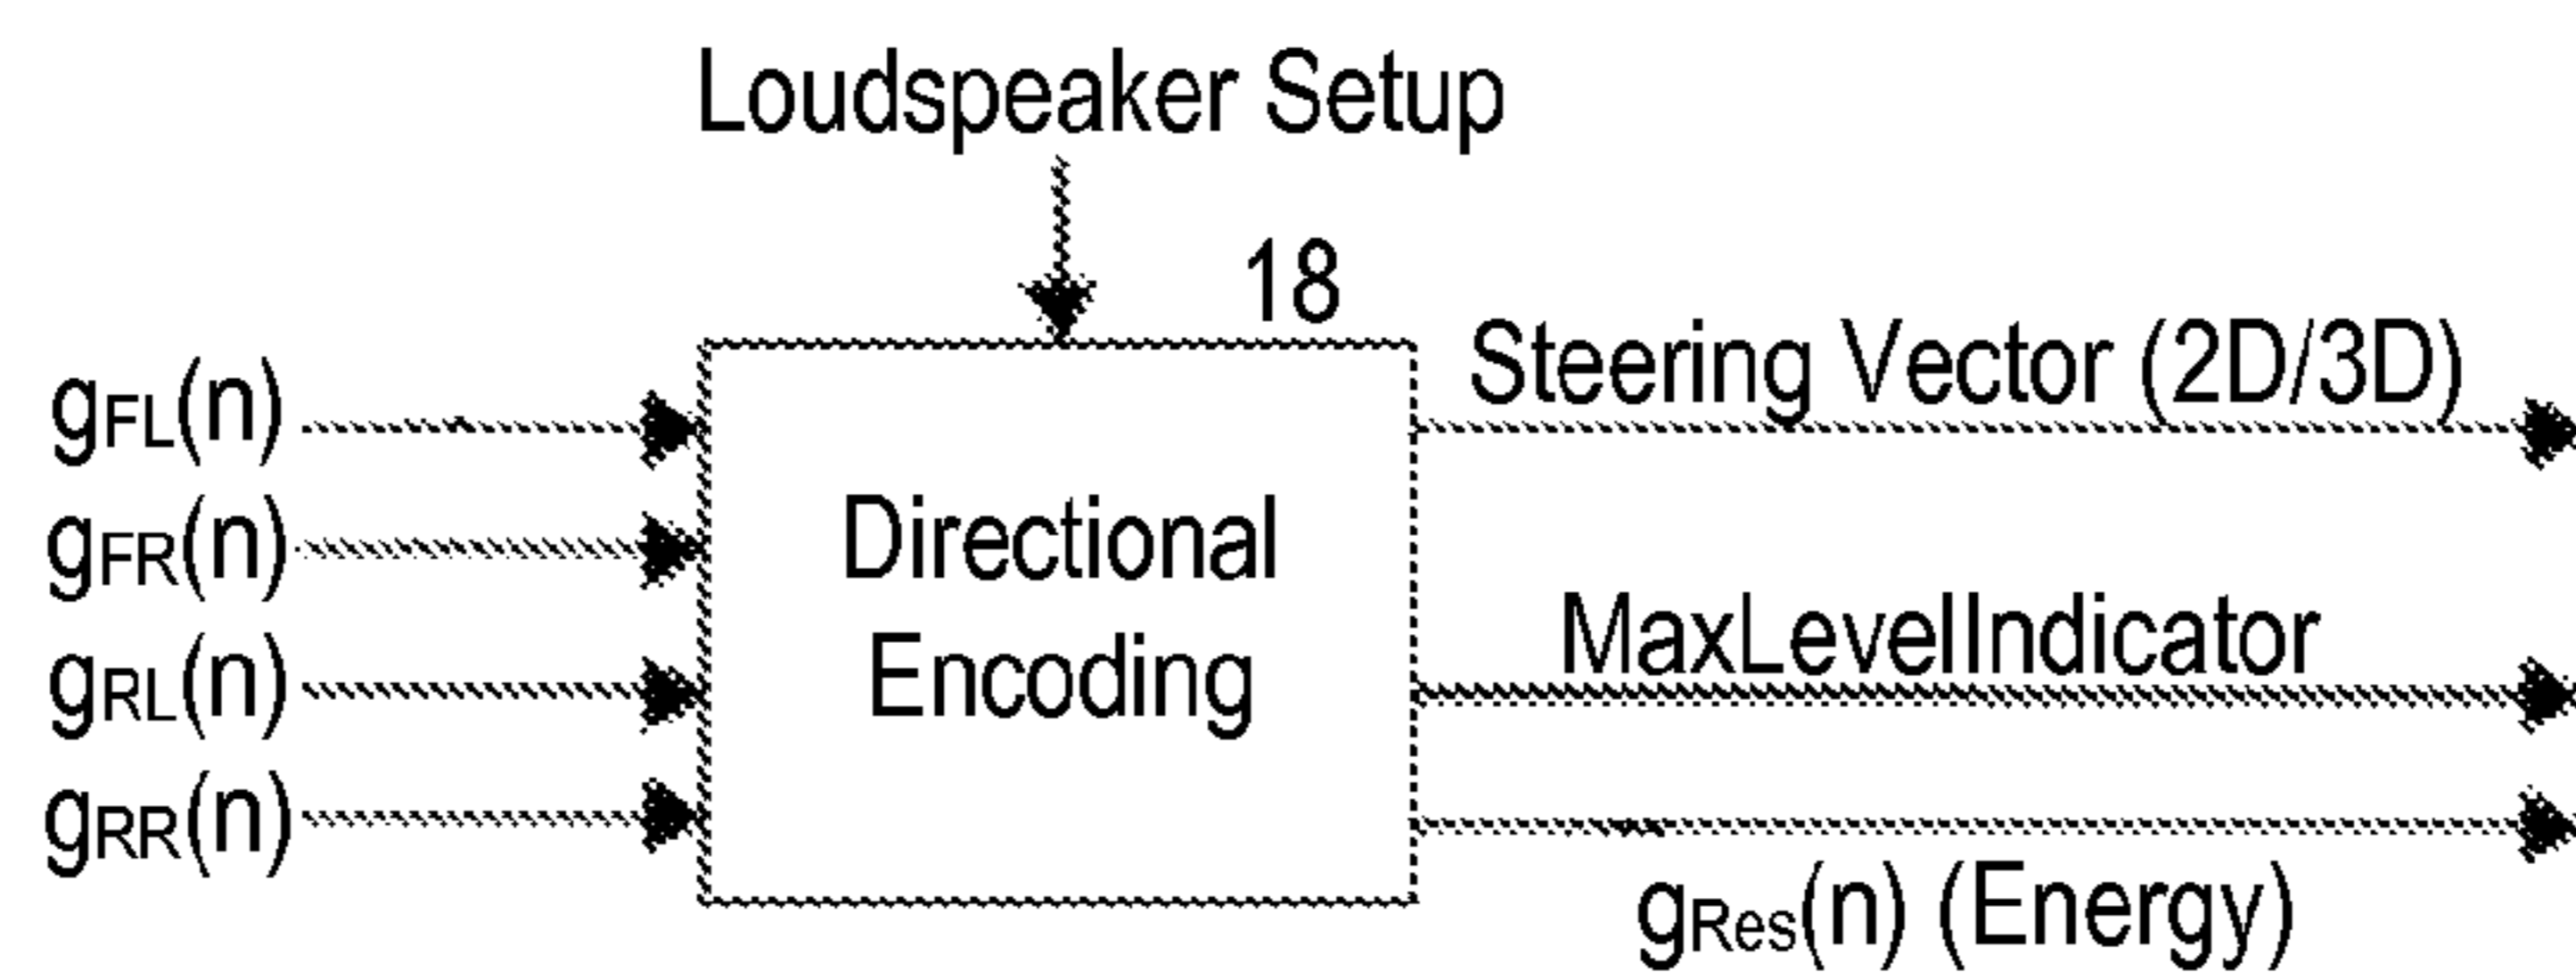 Loudspeaker Setup
18
gFL(n)
gFR(n)
gRL(n)
gRR(n)
Directional
Encoding
Steering Vector (2D/3D)
MaxLevelIndicator
gRes(n) (Energy)